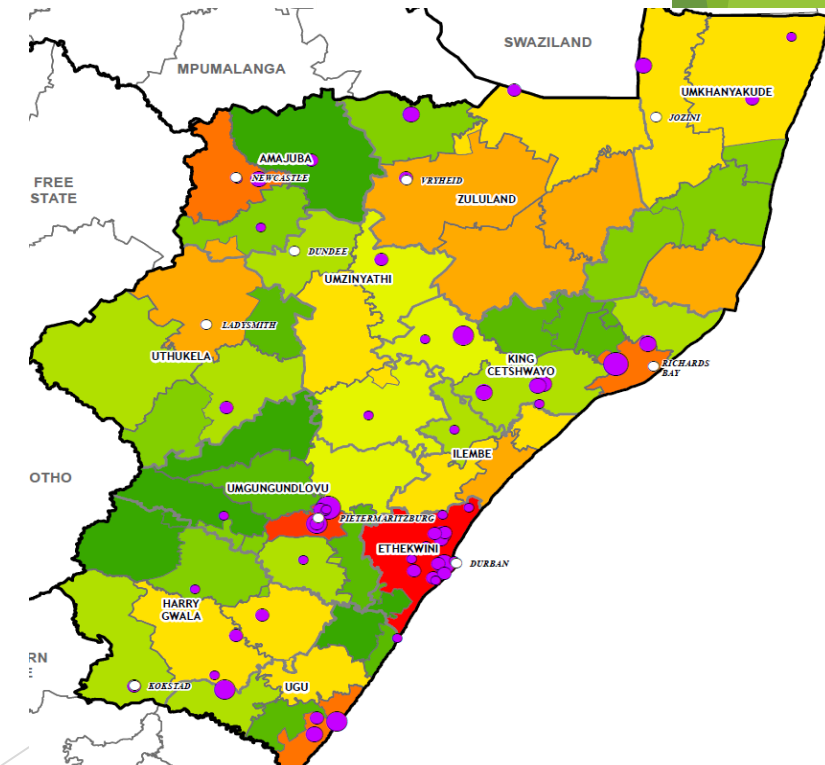 SWAZILAND
MPUMALANGA
UMKHANYAKUDE
JOZINI
AMAJUBA
NEWCASTLE
VRYHEID
FREE
STATE
ZULULAND
DUNDEE
UMZINYATHI
LADYSMITH
UTHUKELA
KING
CETSHWAYO
RICHARDS
BAY
ILEMBE
OTHO
UMGUNGUNDLOVU
PIETERMARITZBURG
ETHEKWINI
DURBAN
HARRY
GWALA
RN
KOKSTAD
UGU